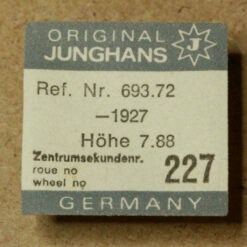 ORIGINAL
JUNGHANS
J
Ref. Nr. 693.72
—1927
Höhe 7.88
Zentrumsekundenr.
roue no
wheel no
227
GERMANY